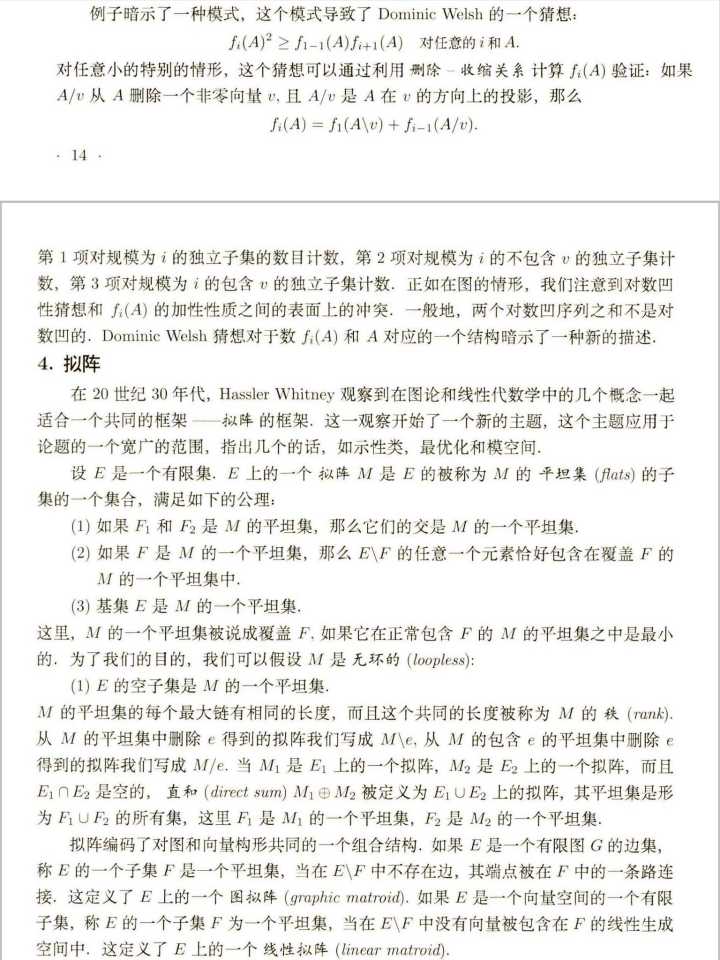 例子暗示了一种模式，这个模式导致了 Dominic Welsh 的一个猜想：
f_i(A)² ≥ f_{1−1}(A)f_{i+1}(A) 对任意的 i 和 A.
对任意小的特别的情形，这个猜想可以通过利用 删除 – 收缩关系 计算 f_i(A) 验证：如果
A/v 从 A 删除一个非零向量 v, 且 A/v 是 A 在 v 的方向上的投影，那么
f_i(A) = f_1(A\v) + f_{i−1}(A/v).
· 14 ·
第 1 项对规模为 i 的独立子集的数目计数，第 2 项对规模为 i 的不包含 v 的独立子集计
数，第 3 项对规模为 i 的包含 v 的独立子集计数．正如在图的情形，我们注意到对数凹
性猜想和 f_i(A) 的加性性质之间的表面上的冲突．一般地，两个对数凹序列之和不是对
数凹的．Dominic Welsh 猜想对于数 f_i(A) 和 A 对应的一个结构暗示了一种新的描述．
4. 拟阵
在 20 世纪 30 年代，Hassler Whitney 观察到在图论和线性代数学中的几个概念一起
适合一个共同的框架 ——拟阵 的框架．这一观察开始了一个新的主题，这个主题应用于
论题的一个宽广的范围，指出几个的话，如示性类，最优化和模空间．
设 E 是一个有限集．E 上的一个 拟阵 M 是 E 的被称为 M 的 平坦集 (flats) 的子
集的一个集合，满足如下的公理：
(1) 如果 F₁ 和 F₂ 是 M 的平坦集，那么它们的交是 M 的一个平坦集．
(2) 如果 F 是 M 的一个平坦集，那么 E\F 的任意一个元素恰好包含在覆盖 F 的
M 的一个平坦集中．
(3) 基集 E 是 M 的一个平坦集．
这里，M 的一个平坦集被说成覆盖 F, 如果它在正常包含 F 的 M 的平坦集之中是最小
的．为了我们的目的，我们可以假设 M 是 无环的 (loopless):
(1) E 的空子集是 M 的一个平坦集．
M 的平坦集的每个最大链有相同的长度，而且这个共同的长度被称为 M 的 秩 (rank).
从 M 的平坦集中删除 e 得到的拟阵我们写成 M\e, 从 M 的包含 e 的平坦集中删除 e
得到的拟阵我们写成 M/e. 当 M₁ 是 E₁ 上的一个拟阵，M₂ 是 E₂ 上的一个拟阵，而且
E₁∩E₂ 是空的， 直和 (direct sum) M₁⊕M₂ 被定义为 E₁∪E₂ 上的拟阵，其平坦集是形
为 F₁∪F₂ 的所有集，这里 F₁ 是 M₁ 的一个平坦集，F₂ 是 M₂ 的一个平坦集．
拟阵编码了对图和向量构形共同的一个组合结构．如果 E 是一个有限图 G 的边集，
称 E 的一个子集 F 是一个平坦集，当在 E\F 中不存在边，其端点被在 F 中的一条路连
接．这定义了 E 上的一个 图拟阵 (graphic matroid). 如果 E 是一个向量空间的一个有限
子集，称 E 的一个子集 F 为一个平坦集，当在 E\F 中没有向量被包含在 F 的线性生成
空间中．这定义了 E 上的一个 线性拟阵 (linear matroid).